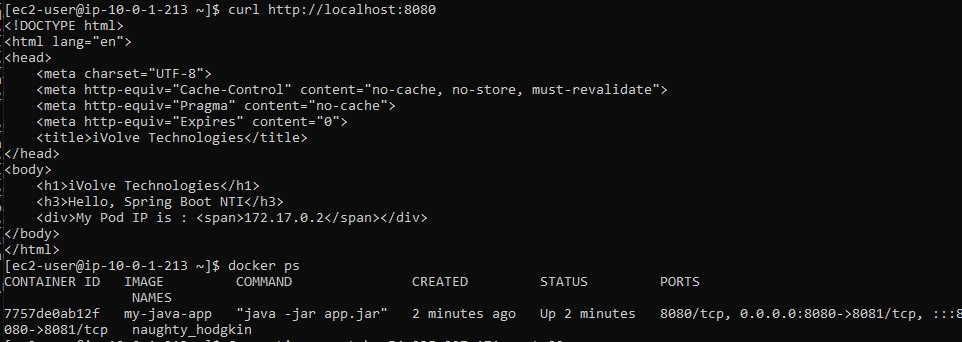 [ec2-user@ip-10-0-1-213 ~]$ curl http://localhost:8080
<!DOCTYPE html>
<html lang="en">
<head>
    <meta charset="UTF-8">
    <meta http-equiv="Cache-Control" content="no-cache, no-store, must-revalidate">
    <meta http-equiv="Pragma" content="no-cache">
    <meta http-equiv="Expires" content="0">
    <title>iVolve Technologies</title>
</head>
<body>
    <h1>iVolve Technologies</h1>
    <h3>Hello, Spring Boot NTI</h3>
    <div>My Pod IP is : <span>172.17.0.2</span></div>
</body>
</html>
[ec2-user@ip-10-0-1-213 ~]$ docker ps
CONTAINER ID   IMAGE         COMMAND               CREATED         STATUS         PORTS
                NAMES
7757de0ab12f   my-java-app   "java -jar app.jar"   2 minutes ago   Up 2 minutes   8080/tcp, 0.0.0.0:8080->8081/tcp, :::8
080->8081/tcp   naughty_hodgkin